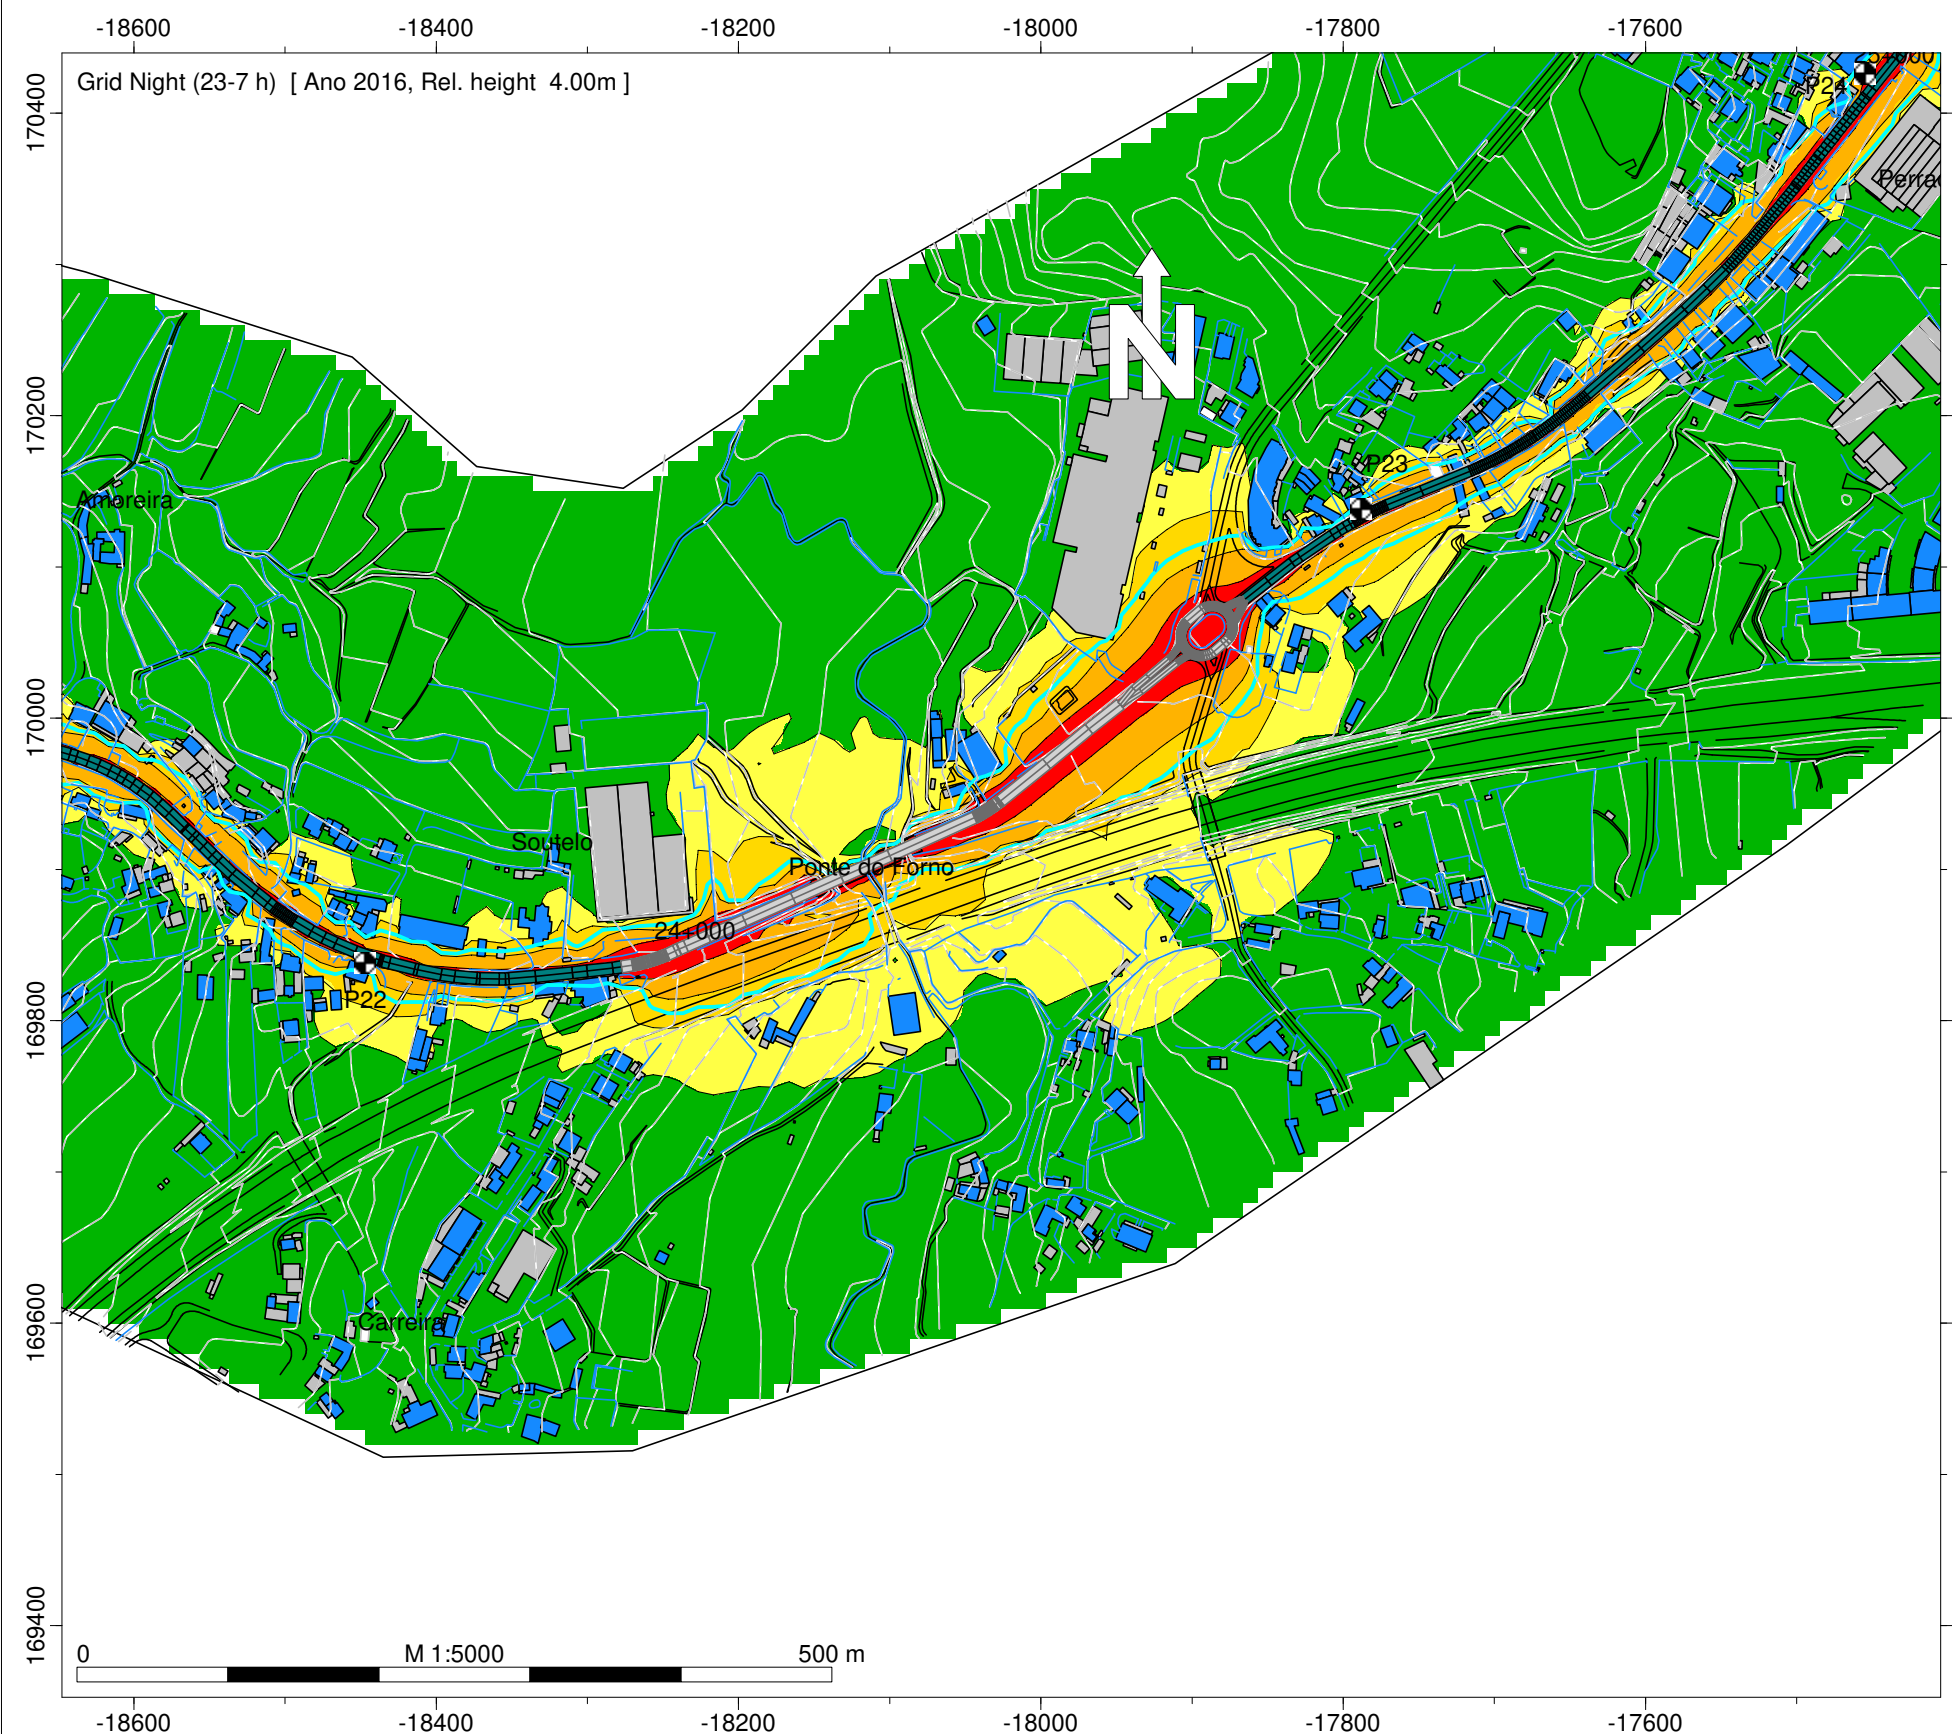 -18600 -18400 -18200 -18000 -17800 -17600
Grid Night (23-7 h) [ Ano 2016, Rel. height 4.00m ]
P24
170400
N
170200
P23
Amoreira
170000
Soutelo
Ponte do Forno
24+000
P22
169800
169600
Carreira
169400
0 M 1:5000 500 m
-18600 -18400 -18200 -18000 -17800 -17600